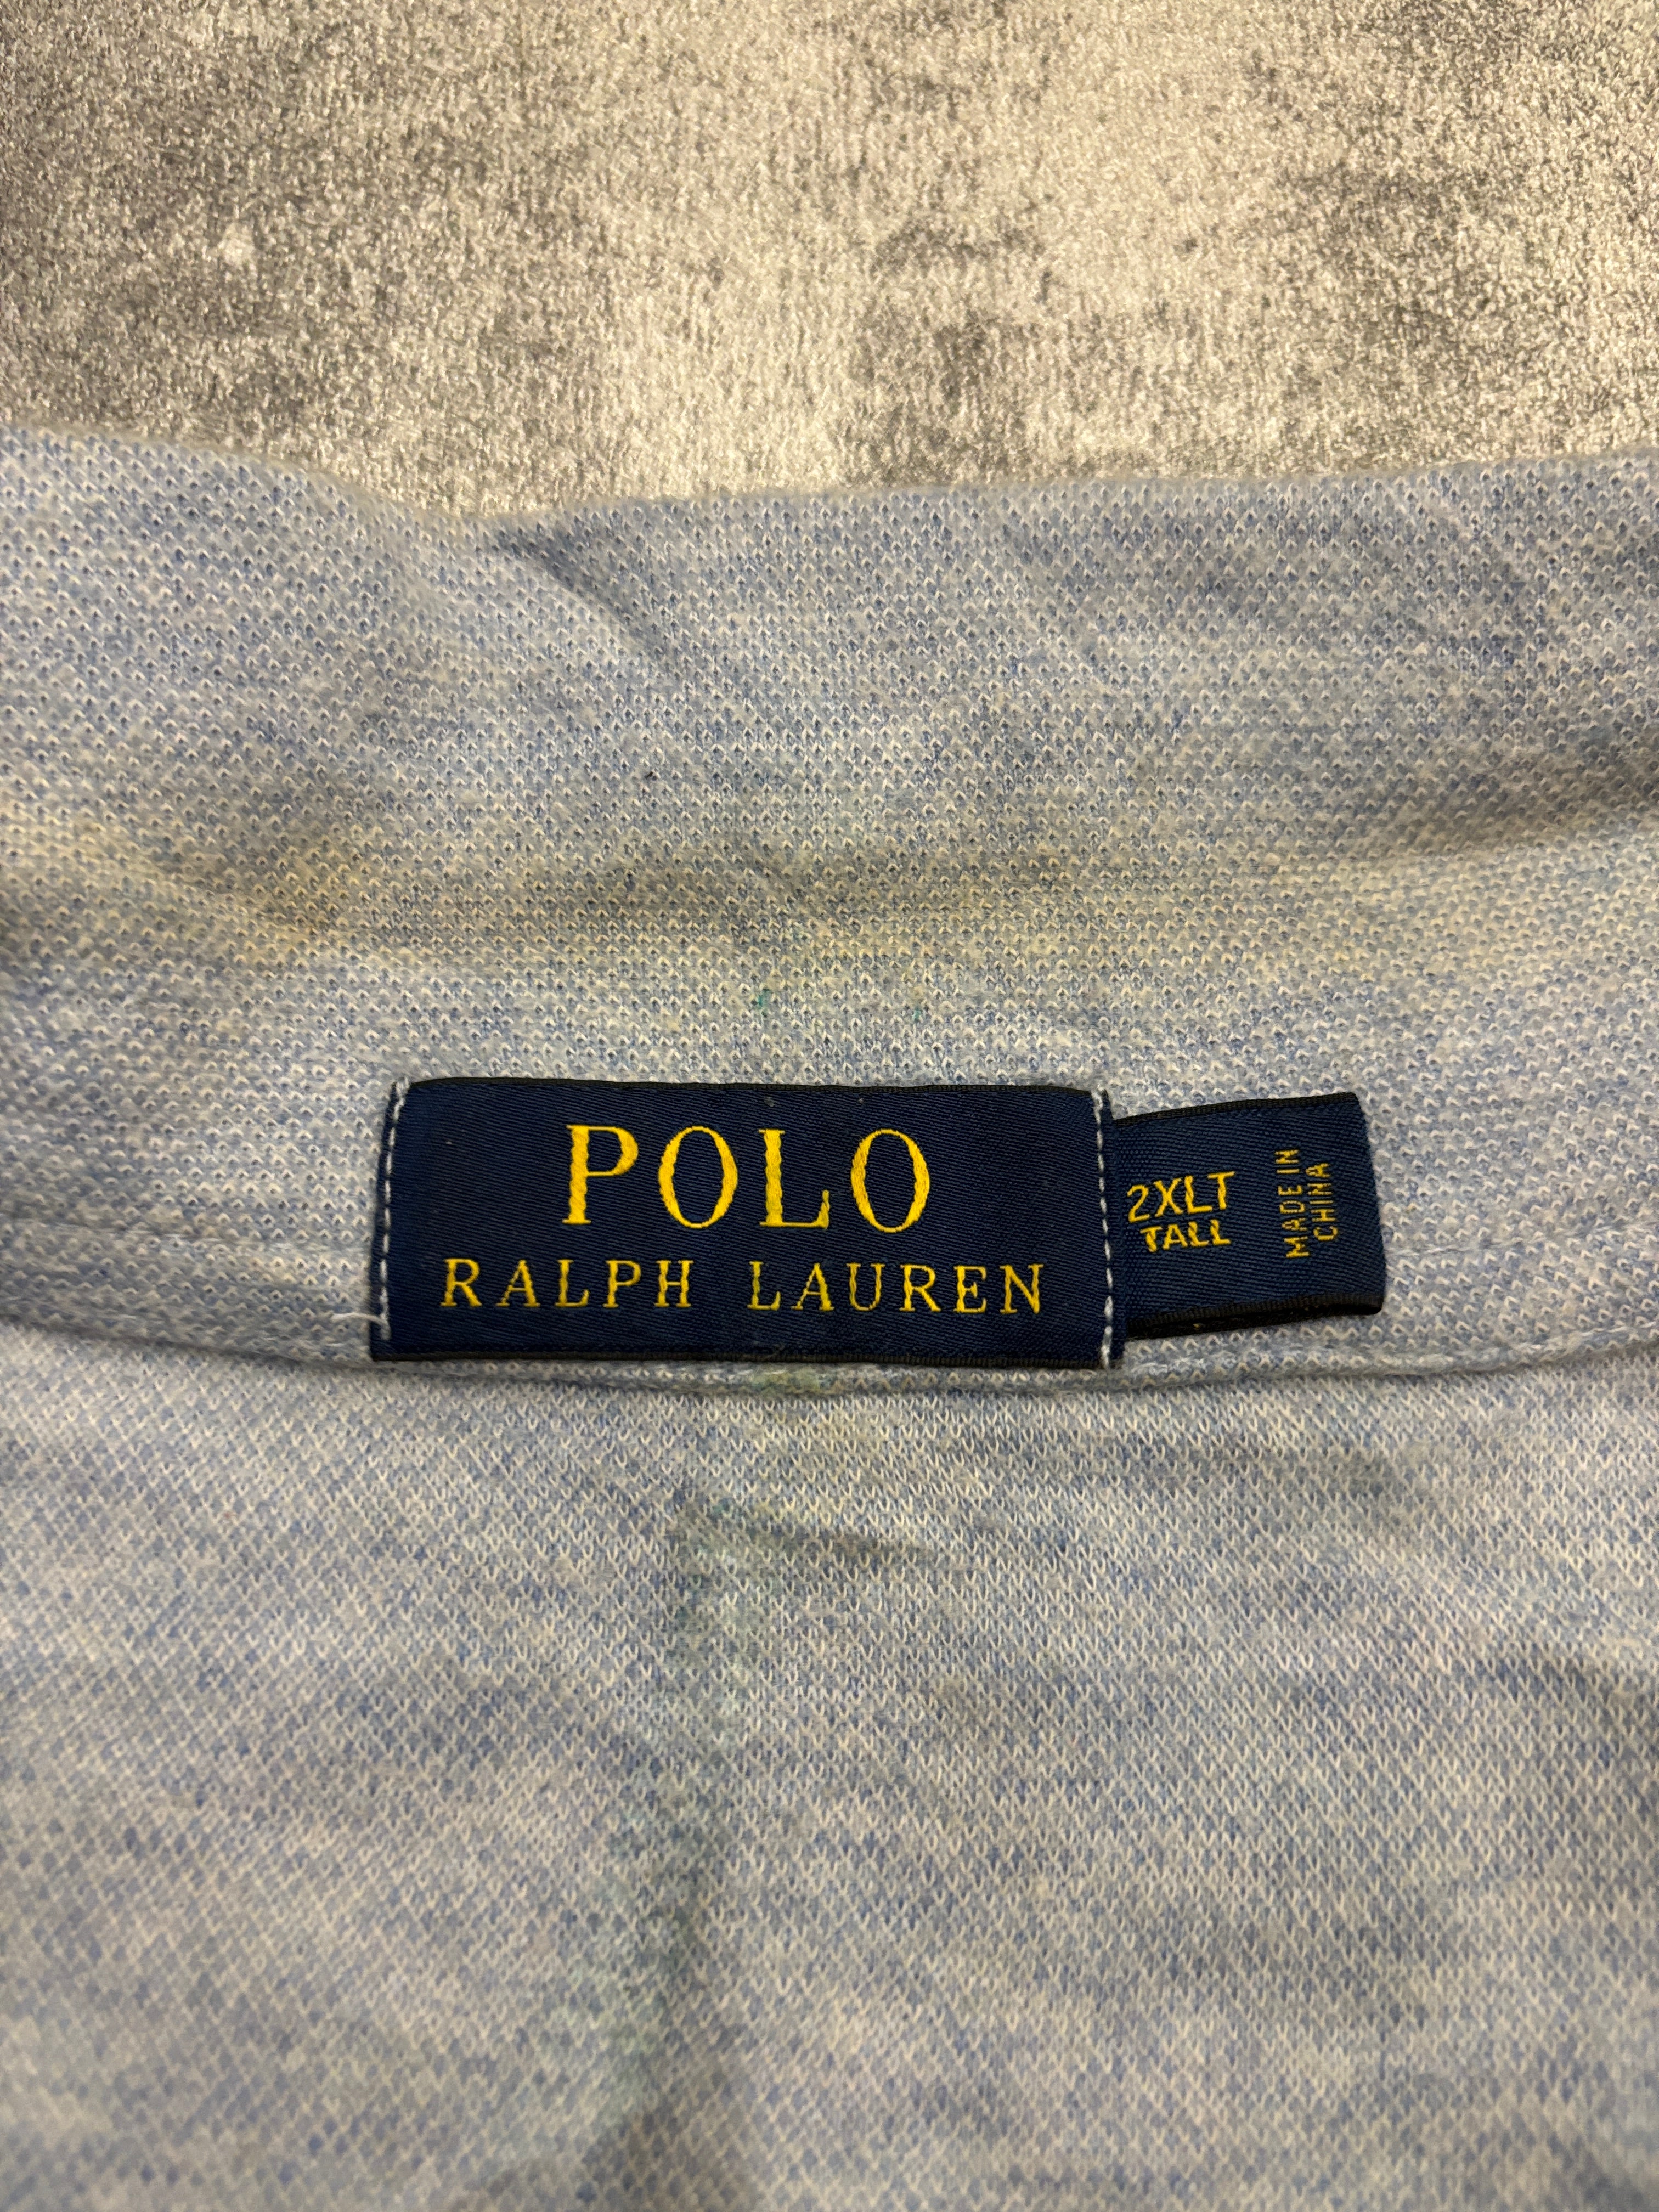 POLO
RALPH LAUREN
2XLT
TALL
MADE IN
CHINA